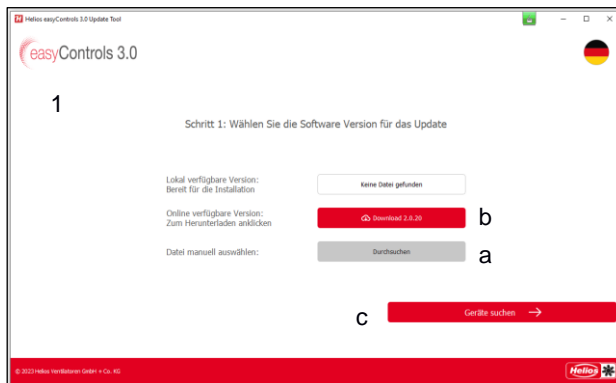 Helios easyControls 3.0 Update Tool
easyControls 3.0
1
Schritt 1: Wählen Sie die Software Version für das Update
Lokal verfügbare Version:
Bereit für die Installation
Keine Datei gefunden
Online verfügbare Version:
Zum Herunterladen anklicken
Download 2.0.20
b
Datei manuell auswählen:
Durchsuchen
a
c
Geräte suchen
© 2023 Helios Ventilatoren GmbH + Co. KG
Helios